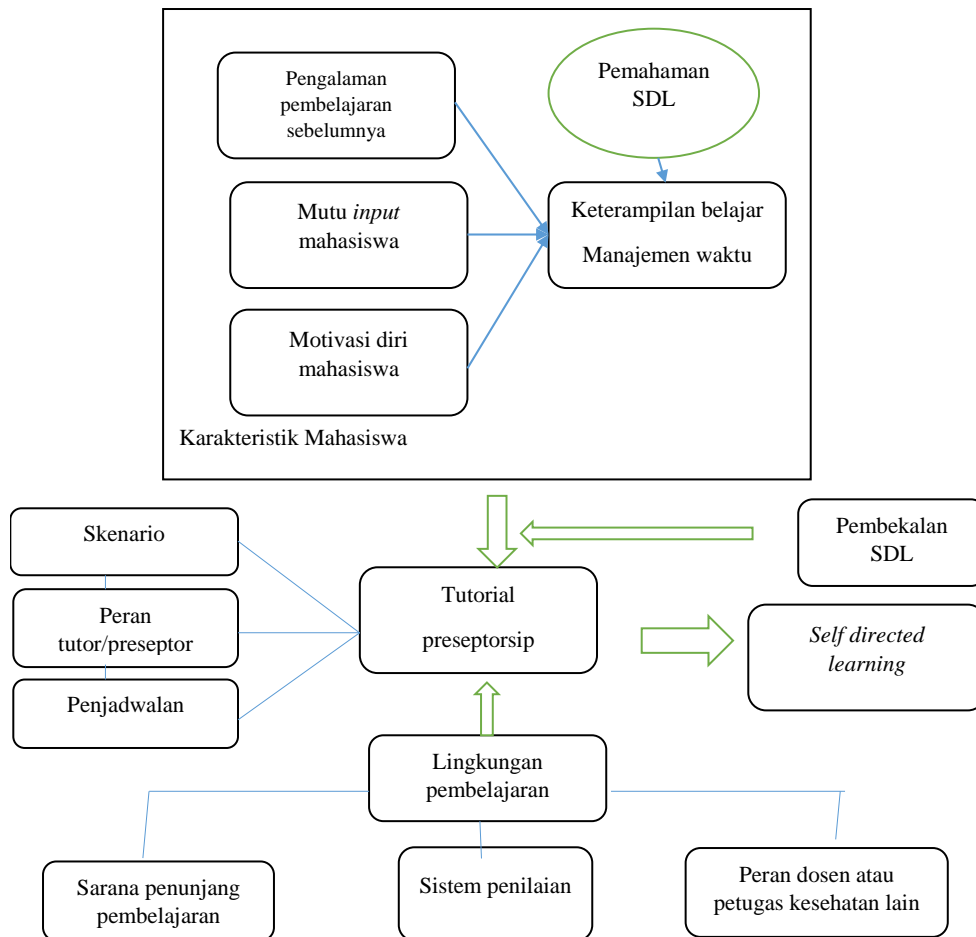 Pengalaman
pembelajaran
sebelumnya
Pemahaman
SDL
Mutu input
mahasiswa
Keterampilan belajar
Manajemen waktu
Motivasi diri
mahasiswa
Karakteristik Mahasiswa
Skenario
Pembekalan
SDL
Peran
tutor/preseptor
Tutorial
preseptorsip
Self directed
learning
Penjadwalan
Lingkungan
pembelajaran
Sarana penunjang
pembelajaran
Sistem penilaian
Peran dosen atau
petugas kesehatan lain